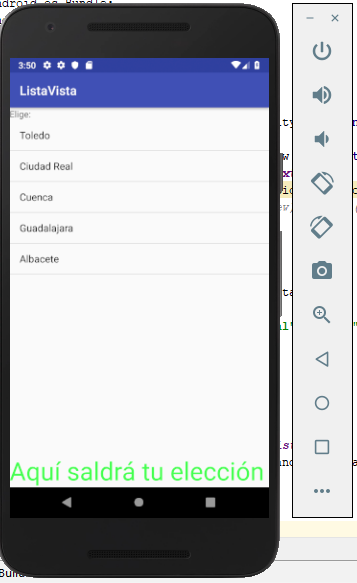 3:50
ListaVista
Elige:
Toledo
Ciudad Real
Cuenca
Guadalajara
Albacete
Aquí saldrá tu elección